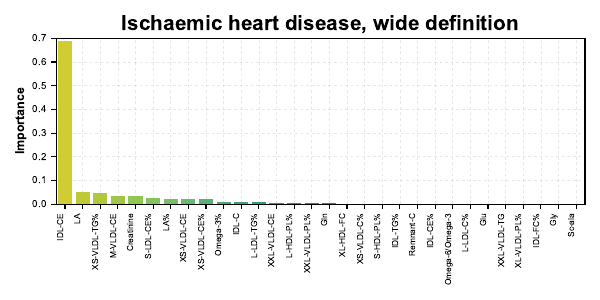 Ischaemic heart disease, wide definition
Importance
0.7
0.6
0.5
0.4
0.3
0.2
0.1
0.0
IDL-CE
LA
XS-VLDL-TG%
M-VLDL-CE
Creatinine
S-LDL-CE%
LA%
XS-VLDL-CE
XS-VLDL-CE%
Omega-3%
IDL-C
L-LDL-TG%
XXL-VLDL-CE
L-HDL-PL%
XXL-VLDL-PL%
Gln
XL-HDL-FC
XS-VLDL-C%
S-HDL-PL%
IDL-TG%
Remnant-C
IDL-CE%
Omega-6/Omega-3
L-LDL-C%
Glu
XXL-VLDL-TG
XL-VLDL-PL%
IDL-FC%
Gly
Sc-ala